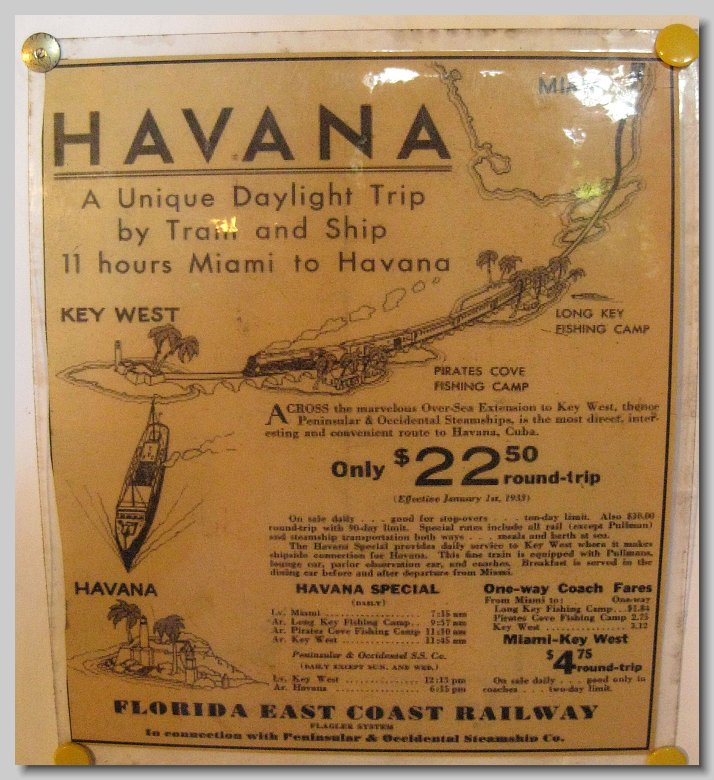 MIAMI
HAVANA
A Unique Daylight Trip
by Train and Ship
11 hours Miami to Havana
KEY WEST
LONG KEY
FISHING CAMP
PIRATES COVE
FISHING CAMP
ACROSS the marvelous Over-Sea Extension to Key West, thence
Peninsular & Occidental Steamships, is the most direct, inter-
esting and convenient route to Havana, Cuba.
Only $22 50 round-trip
(Effective January 1st, 1933)
On sale daily . . . good for stop-overs . . . ten-day limit. Also $30.00
round-trip with 90-day limit. Special rates include all rail (except Pullman)
and steamship transportation both ways . . . meals and berth at sea.
The Havana Special provides daily service to Key West where it makes
shipside connection for Havana. This fine train is equipped with Pullmans,
lounge car, parlor observation car, and coaches. Breakfast is served in the
dining car before and after departure from Miami.
HAVANA
HAVANA SPECIAL
(DAILY)
Lv. Miami .................... 7:15 am
Ar. Long Key Fishing Camp.. 9:57 am
Ar. Pirates Cove Fishing Camp 11:10 am
Ar. Key West ................ 11:45 am
Peninsular & Occidental S.S. Co.
(DAILY EXCEPT SUN. AND WED.)
Lv. Key West ................ 12:15 pm
Ar. Havana .................. 6:15 pm
One-way Coach Fares
From Miami to: One-way
Long Key Fishing Camp...$1.84
Pirates Cove Fishing Camp 2.75
Key West ................ 3.12
Miami-Key West
$4 75 round-trip
On sale daily . . . good only in
coaches . . . two-day limit.
FLORIDA EAST COAST RAILWAY
FLAGLER SYSTEM
In connection with Peninsular & Occidental Steamship Co.